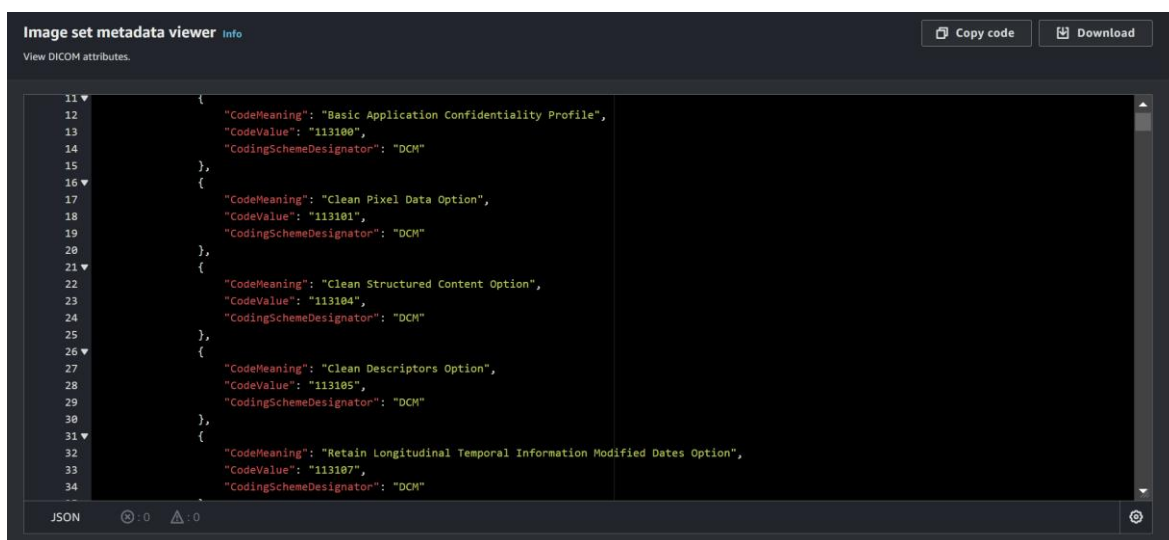 Image set metadata viewer Info
Copy code
Download
View DICOM attributes.
11 {
12 "CodeMeaning": "Basic Application Confidentiality Profile",
13 "CodeValue": "113100",
14 "CodingSchemeDesignator": "DCM"
15 },
16 {
17 "CodeMeaning": "Clean Pixel Data Option",
18 "CodeValue": "113101",
19 "CodingSchemeDesignator": "DCM"
20 },
21 {
22 "CodeMeaning": "Clean Structured Content Option",
23 "CodeValue": "113104",
24 "CodingSchemeDesignator": "DCM"
25 },
26 {
27 "CodeMeaning": "Clean Descriptors Option",
28 "CodeValue": "113105",
29 "CodingSchemeDesignator": "DCM"
30 },
31 {
32 "CodeMeaning": "Retain Longitudinal Temporal Information Modified Dates Option",
33 "CodeValue": "113107",
34 "CodingSchemeDesignator": "DCM"
JSON : 0 : 0